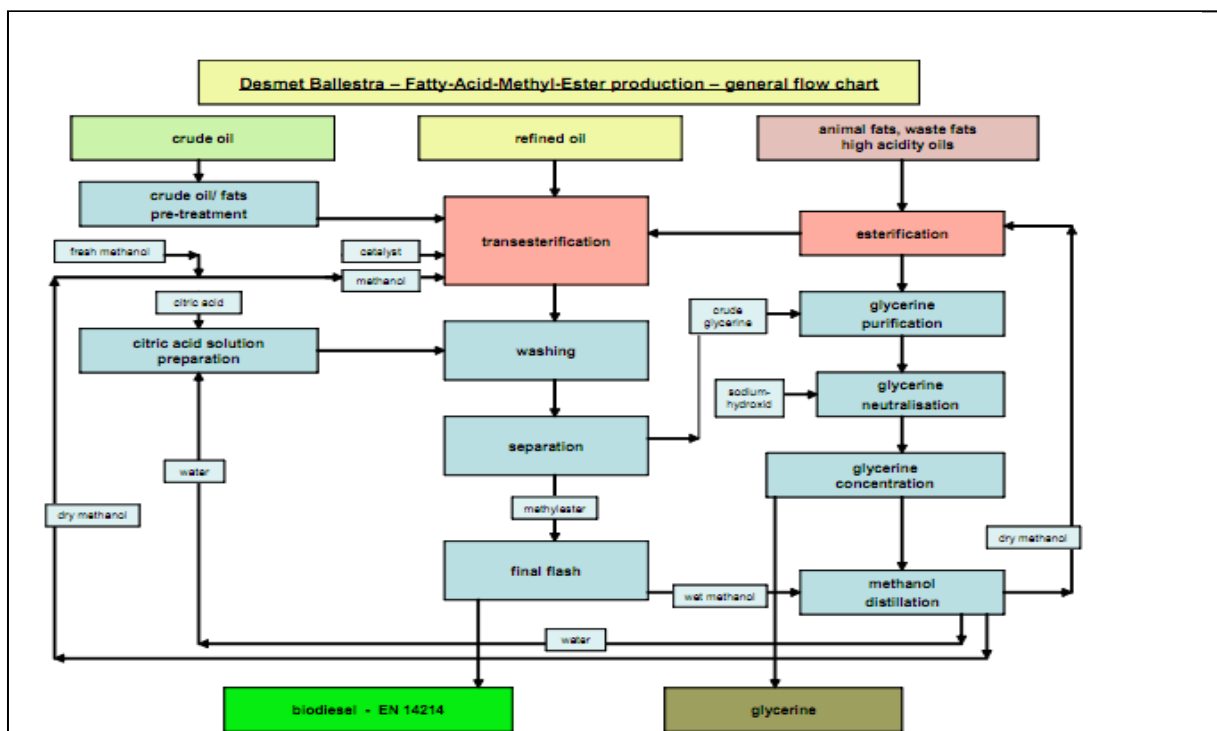 Desmet Ballestra – Fatty-Acid-Methyl-Ester production – general flow chart
crude oil
refined oil
animal fats, waste fats
high acidity oils
crude oil/ fats
pre-treatment
transesterification
esterification
fresh methanol
catalyst
methanol
citric acid
crude
glycerine
glycerine
purification
citric acid solution
preparation
washing
sodium-
hydroxid
glycerine
neutralisation
separation
water
glycerine
concentration
dry methanol
methylester
dry methanol
final flash
wet methanol
methanol
distillation
water
biodiesel - EN 14214
glycerine